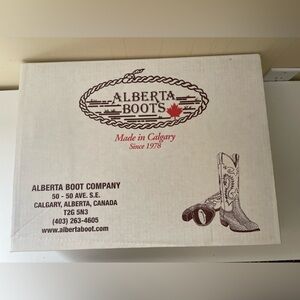 ALBERTA
BOOTS
Made in Calgary
Since 1978
ALBERTA BOOT COMPANY
50 - 50 AVE. S.E.
CALGARY, ALBERTA, CANADA
T2G 5N3
(403) 263-4605
www.albertaboot.com